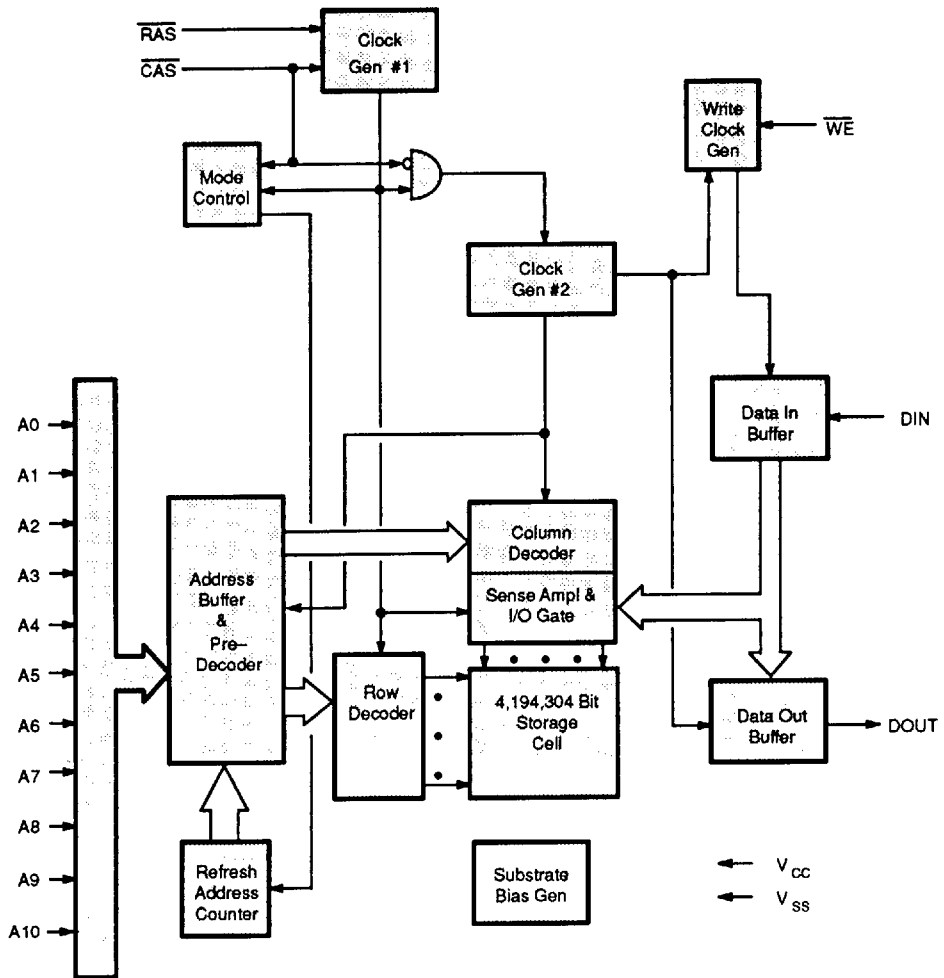 RAS
CAS
Clock
Gen #1
Write
Clock
Gen
WE
Mode
Control
Clock
Gen #2
A0
A1
A2
A3
A4
A5
A6
A7
A8
A9
A10
Address
Buffer
&
Pre–
Decoder
Column
Decoder
Sense Ampl &
I/O Gate
Data In
Buffer
DIN
Row
Decoder
4,194,304 Bit
Storage
Cell
Data Out
Buffer
DOUT
Refresh
Address
Counter
Substrate
Bias Gen
VCC
VSS